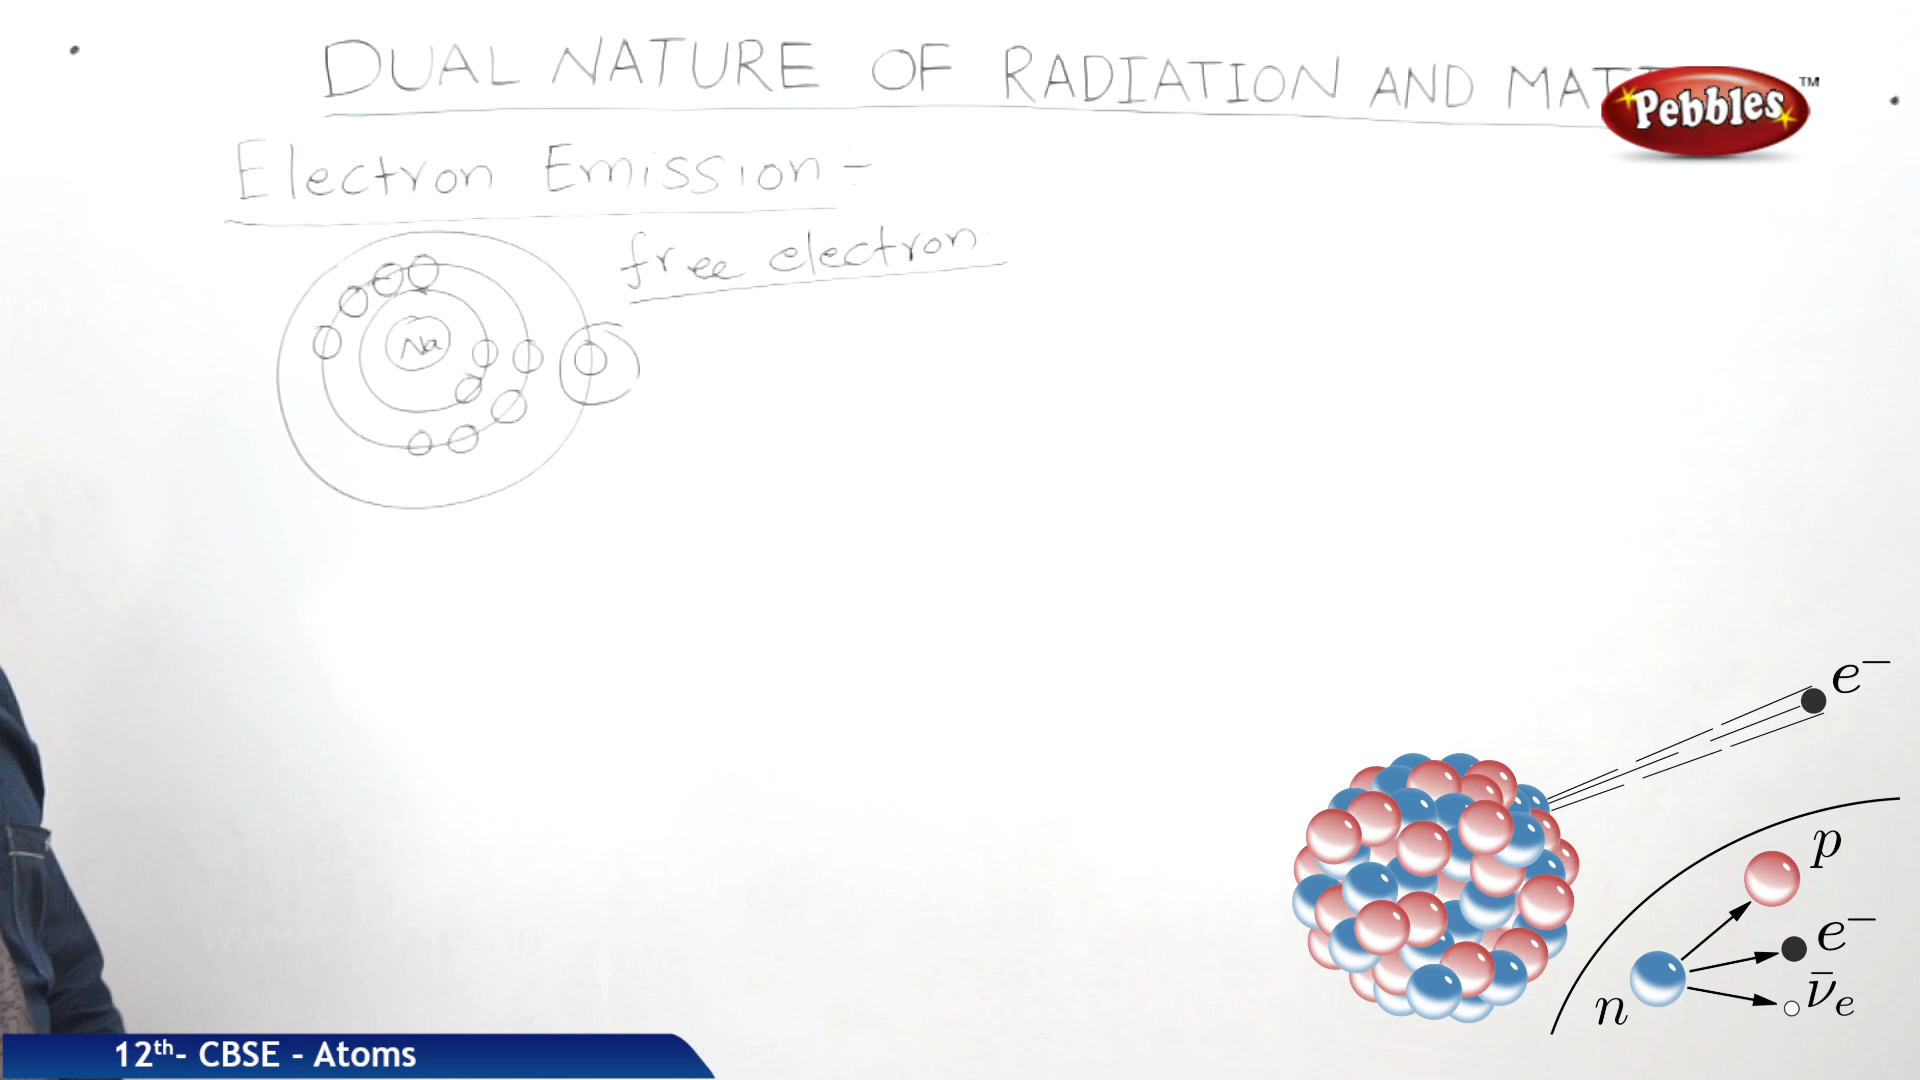 DUAL NATURE OF RADIATION AND MAT
Pebbles™
Electron Emission-
free electron
Na
e⁻
p
e⁻
n
ν̄ₑ
12th- CBSE - Atoms